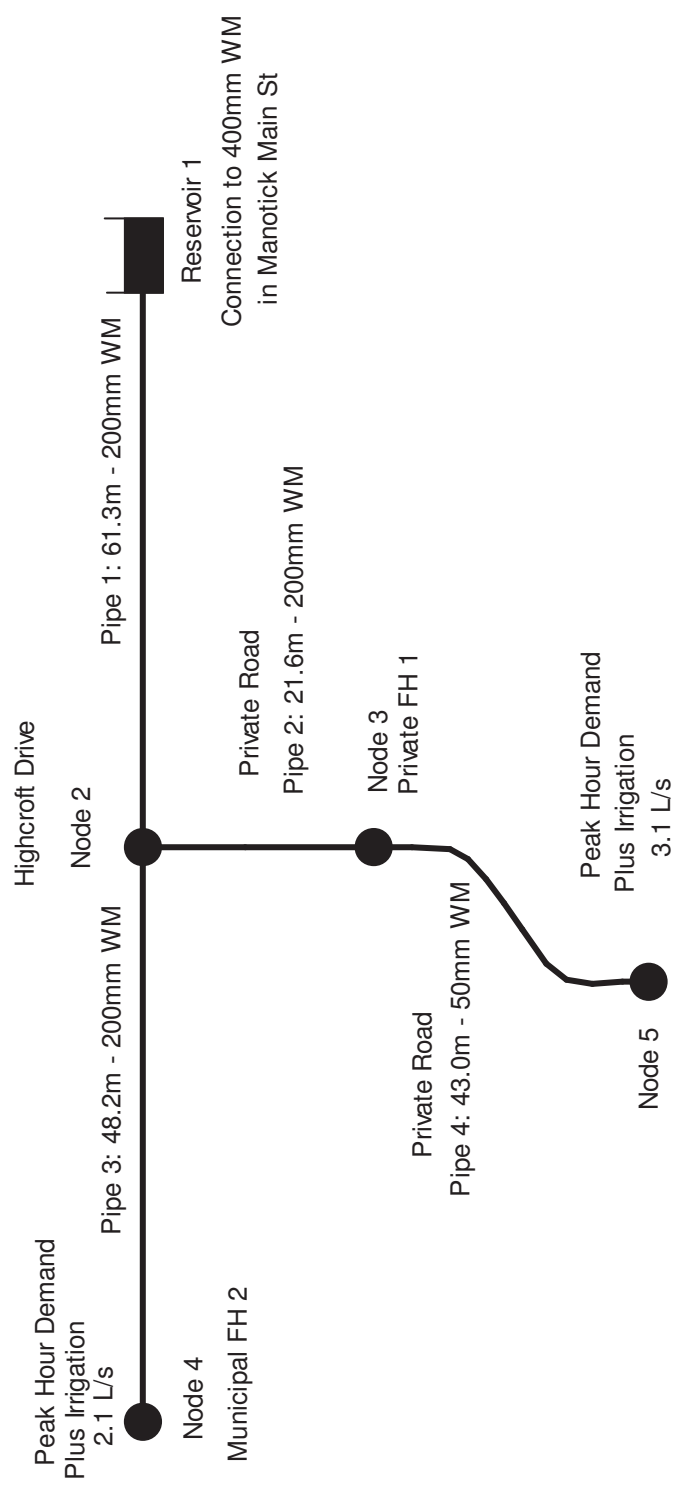 Highcroft Drive
Peak Hour Demand
Plus Irrigation
2.1 L/s
Node 2
Pipe 3: 48.2m - 200mm WM
Pipe 1: 61.3m - 200mm WM
Node 4
Municipal FH 2
Reservoir 1
Connection to 400mm WM
in Manotick Main St
Private Road
Pipe 2: 21.6m - 200mm WM
Node 3
Private FH 1
Private Road
Pipe 4: 43.0m - 50mm WM
Peak Hour Demand
Plus Irrigation
3.1 L/s
Node 5